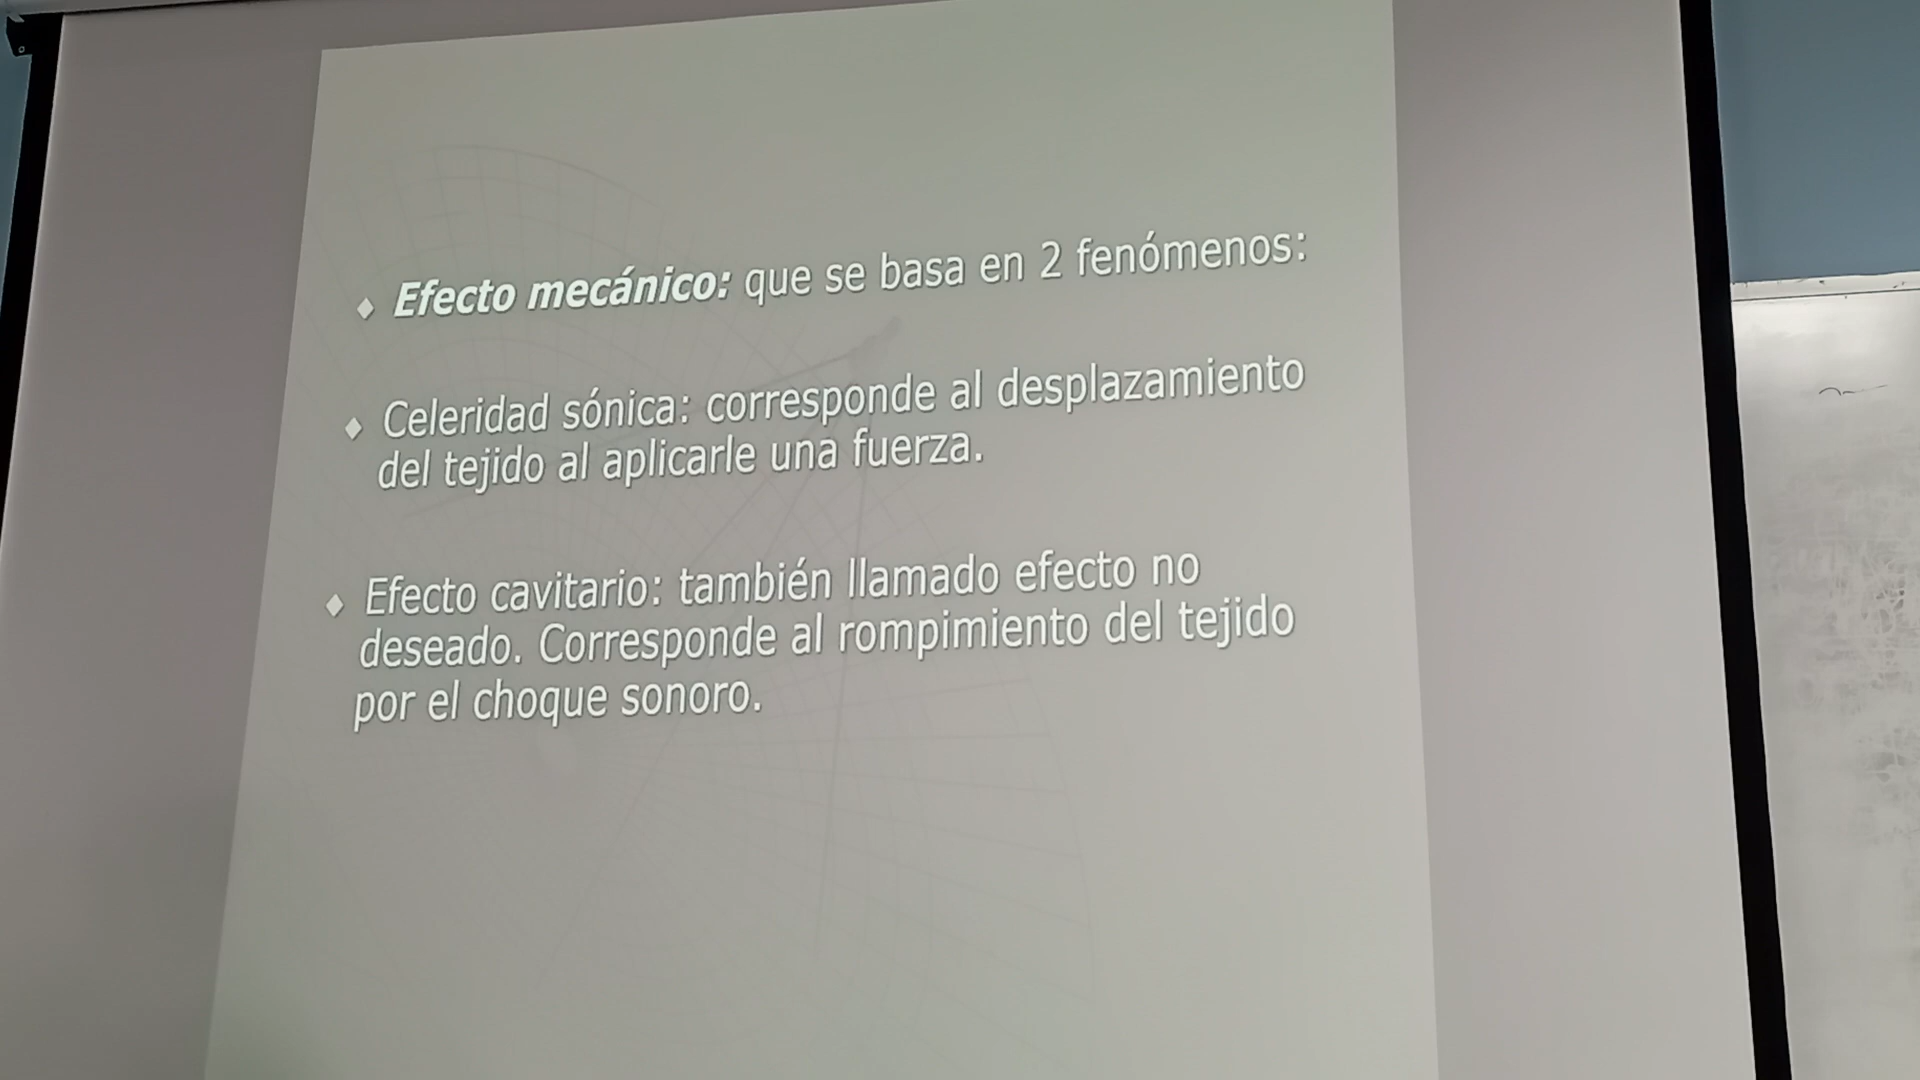 Efecto mecánico: que se basa en 2 fenómenos:
Celeridad sónica: corresponde al desplazamiento
del tejido al aplicarle una fuerza.
Efecto cavitario: también llamado efecto no
deseado. Corresponde al rompimiento del tejido
por el choque sonoro.